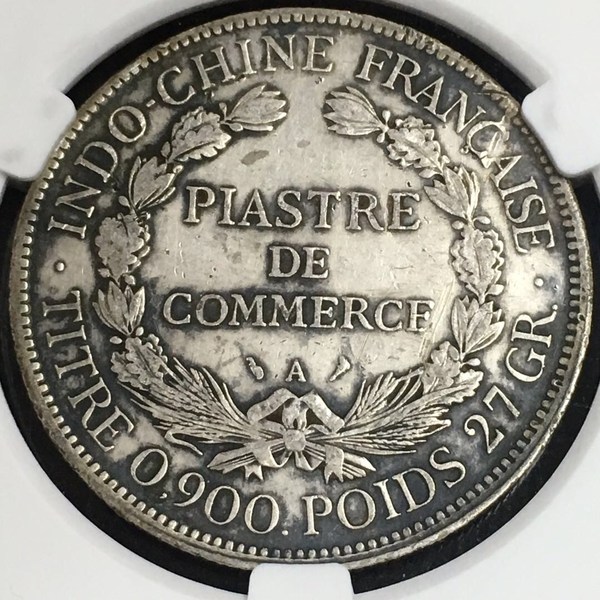 · INDO-CHINE FRANÇAISE ·
PIASTRE
DE
COMMERCE
A
TITRE 0,900. POIDS 27 GR.